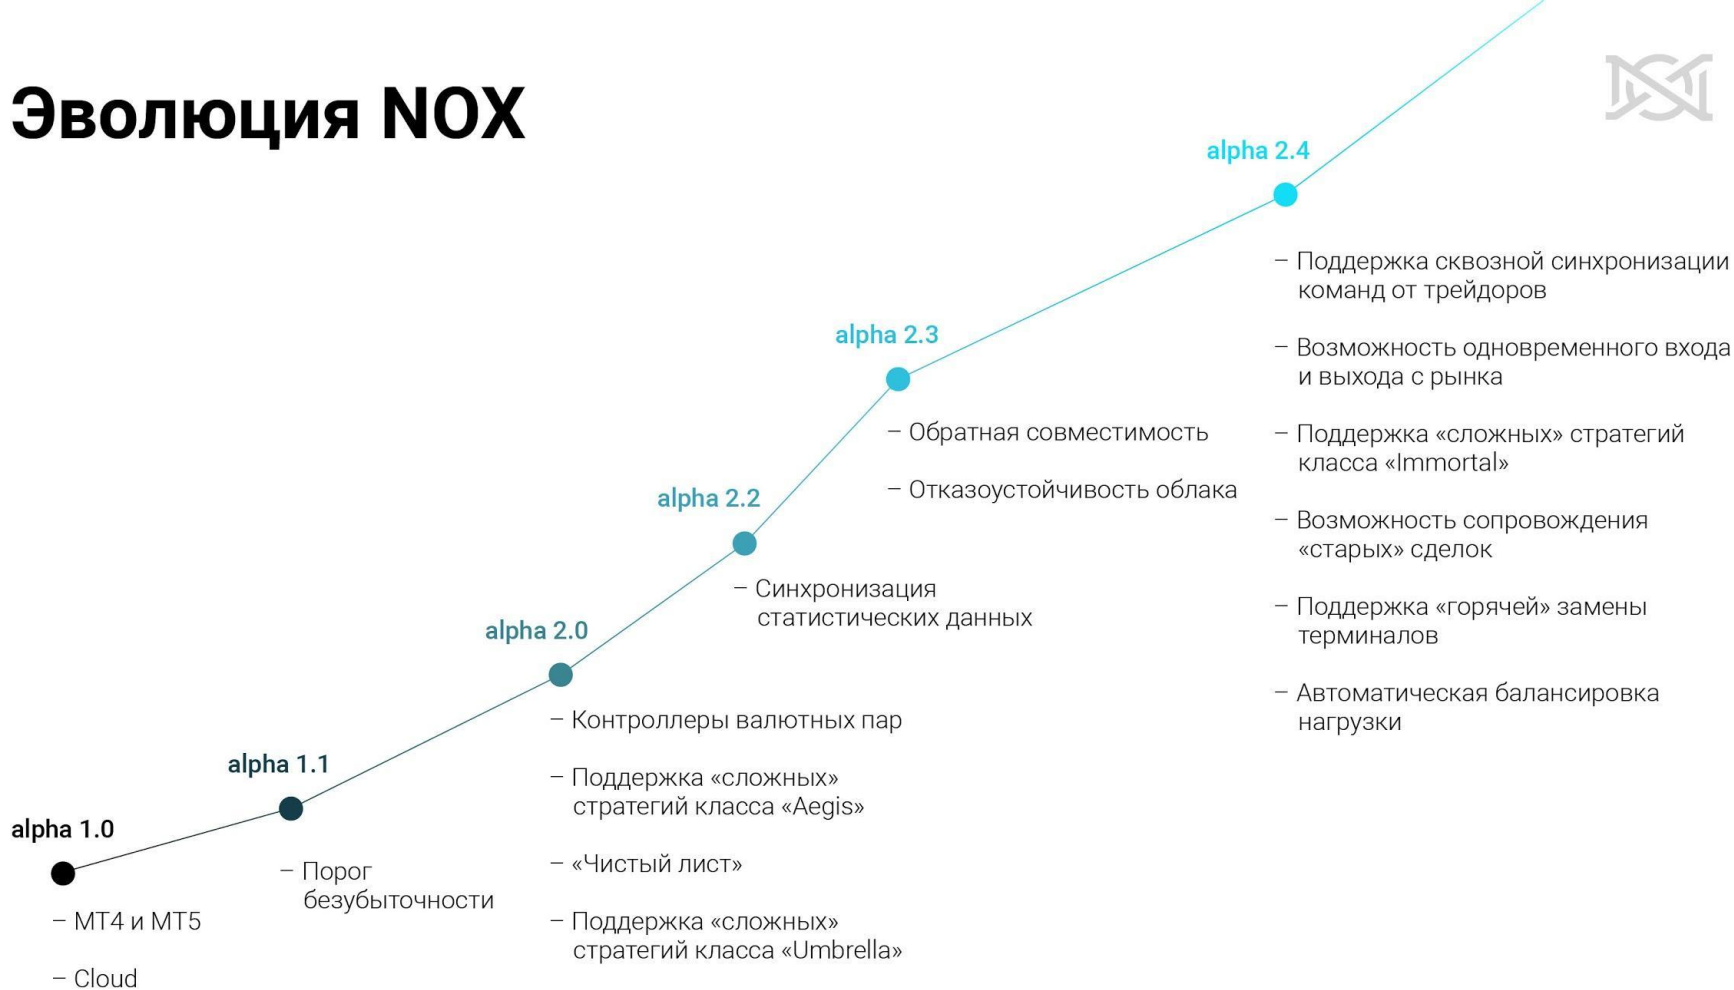 Эволюция NOX
alpha 1.0
– MT4 и MT5
– Cloud
alpha 1.1
– Порог
безубыточности
alpha 2.0
– Контроллеры валютных пар
– Поддержка «сложных»
стратегий класса «Aegis»
– «Чистый лист»
– Поддержка «сложных»
стратегий класса «Umbrella»
alpha 2.2
– Синхронизация
статистических данных
alpha 2.3
– Обратная совместимость
– Отказоустойчивость облака
alpha 2.4
– Поддержка сквозной синхронизации
команд от трейдоров
– Возможность одновременного входа
и выхода с рынка
– Поддержка «сложных» стратегий
класса «Immortal»
– Возможность сопровождения
«старых» сделок
– Поддержка «горячей» замены
терминалов
– Автоматическая балансировка
нагрузки